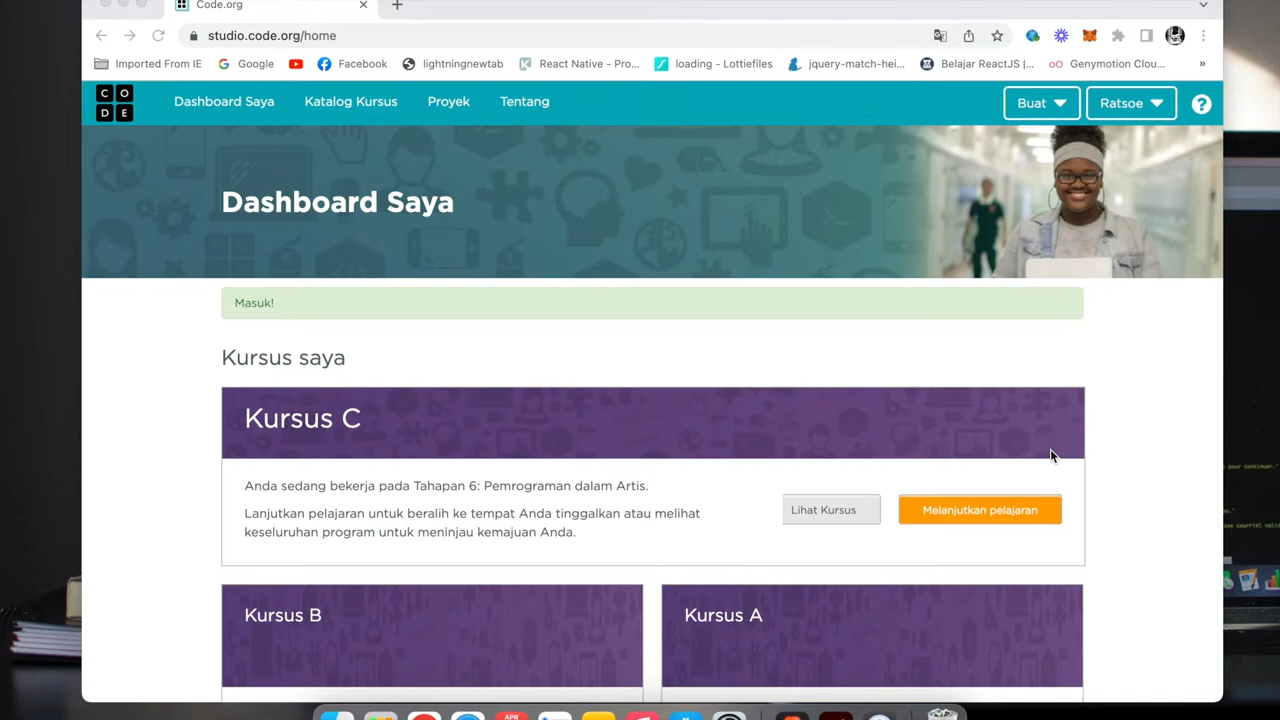 Code.org
studio.code.org/home
Imported From IE
Google
Facebook
lightningnewtab
React Native - Pro...
loading - Lottiefiles
jquery-match-hei...
Belajar ReactJS |...
Genymotion Clou...
»
C O
D E
Dashboard Saya
Katalog Kursus
Proyek
Tentang
Buat
Ratsoe
?
Dashboard Saya
Masuk!
Kursus saya
Kursus C
Anda sedang bekerja pada Tahapan 6: Pemrograman dalam Artis.
Lanjutkan pelajaran untuk beralih ke tempat Anda tinggalkan atau melihat
keseluruhan program untuk meninjau kemajuan Anda.
Lihat Kursus
Melanjutkan pelajaran
Kursus B
Kursus A
APR